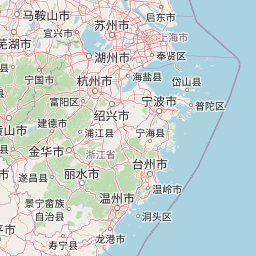 马鞍山市
苏州市
启东市
宜兴市
上海市
芜湖市
湖州市
奉贤区
海盐县
宁国市
杭州市
岱山县
富阳区
绍兴市
宁波市
普陀区
建德市
浦江县
宁海县
金华市
浙江省
台州市
丽水市
温岭市
景宁畲族
自治县
温州市
洞头区
龙港市
寿宁县